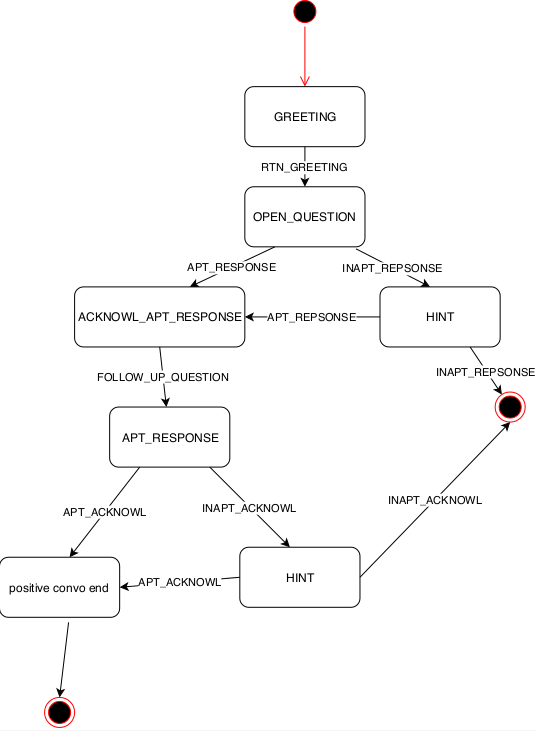 GREETING
RTN_GREETING
OPEN_QUESTION
APT_RESPONSE
INAPT_REPSONSE
ACKNOWL_APT_RESPONSE
APT_REPSONSE
HINT
INAPT_REPSONSE
FOLLOW_UP_QUESTION
APT_RESPONSE
APT_ACKNOWL
INAPT_ACKNOWL
INAPT_ACKNOWL
positive convo end
APT_ACKNOWL
HINT